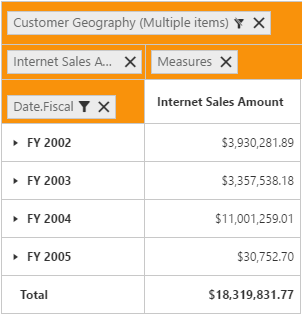 Customer Geography (Multiple items)
Internet Sales A... Measures
Date.Fiscal Internet Sales Amount
FY 2002 $3,930,281.89
FY 2003 $3,357,538.18
FY 2004 $11,001,259.01
FY 2005 $30,752.70
Total $18,319,831.77